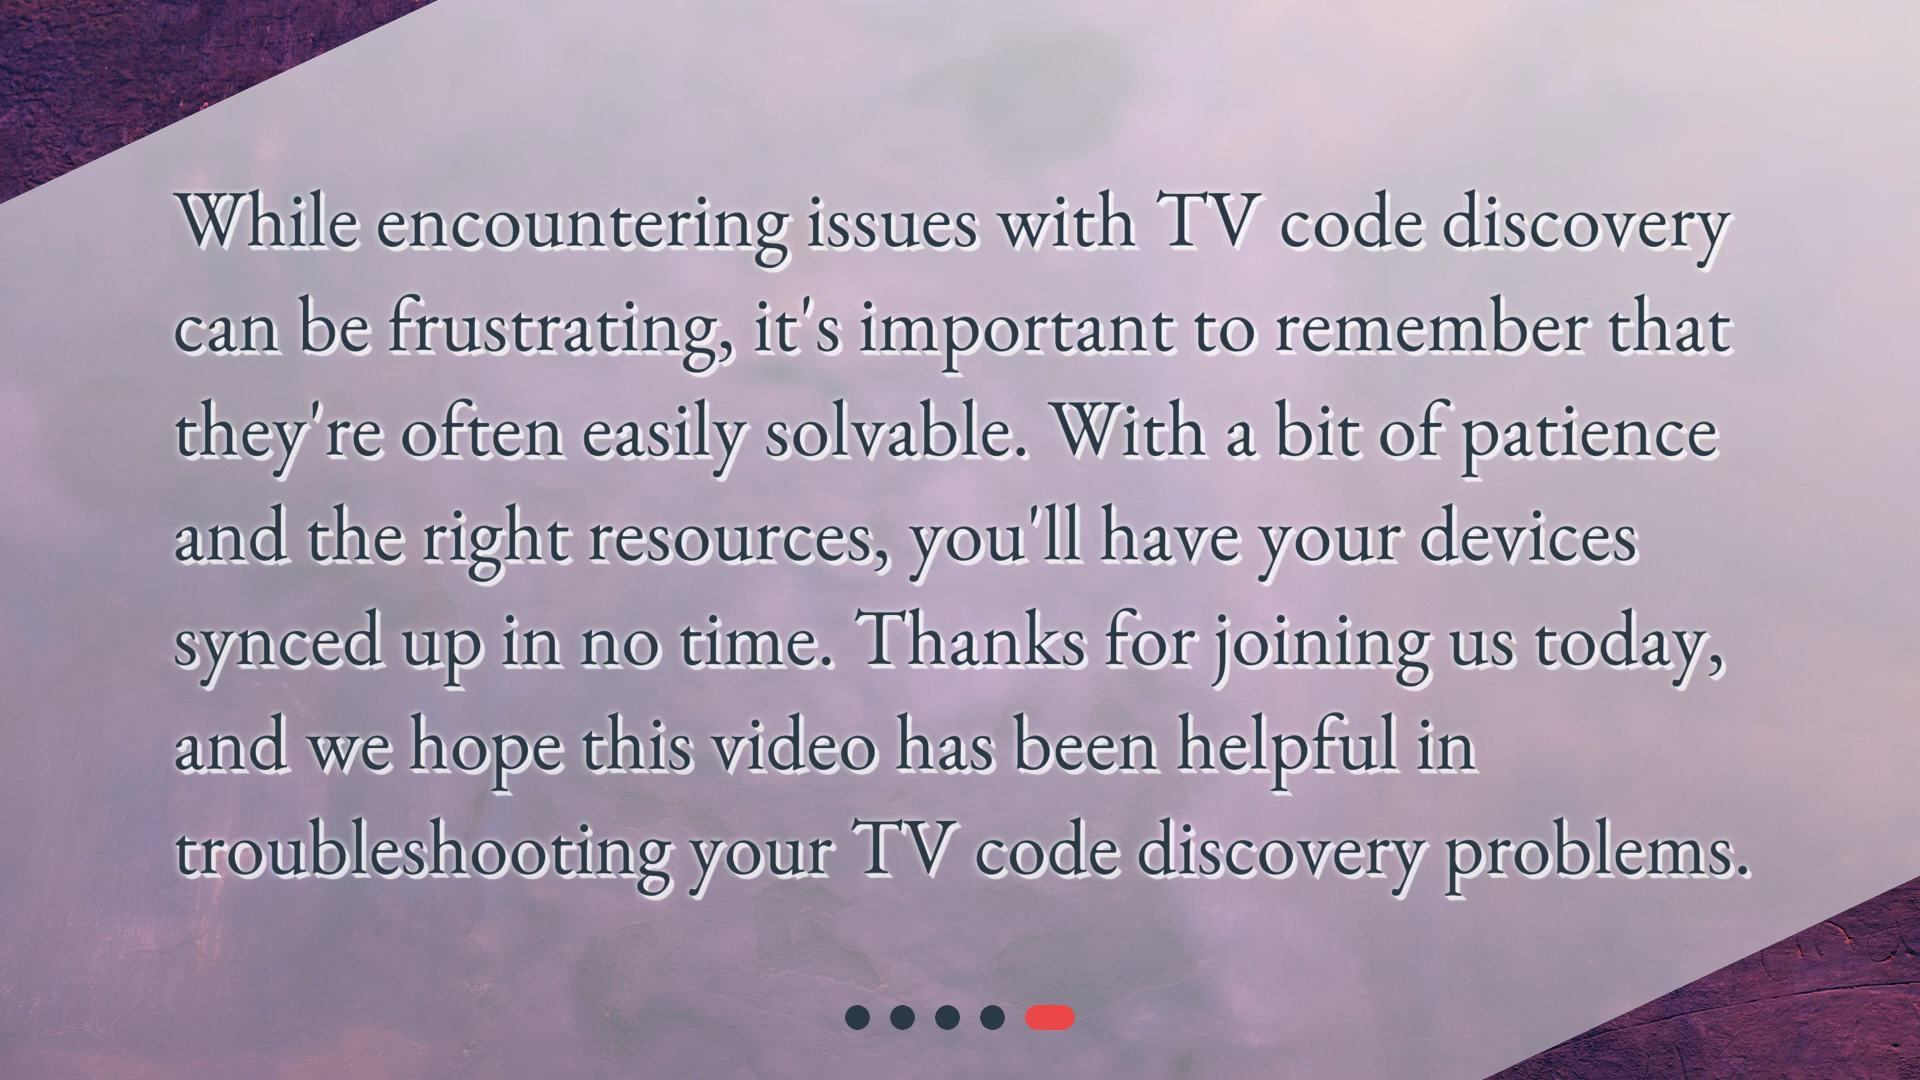 While encountering issues with TV code discovery
can be frustrating, it's important to remember that
they're often easily solvable. With a bit of patience
and the right resources, you'll have your devices
synced up in no time. Thanks for joining us today,
and we hope this video has been helpful in
troubleshooting your TV code discovery problems.